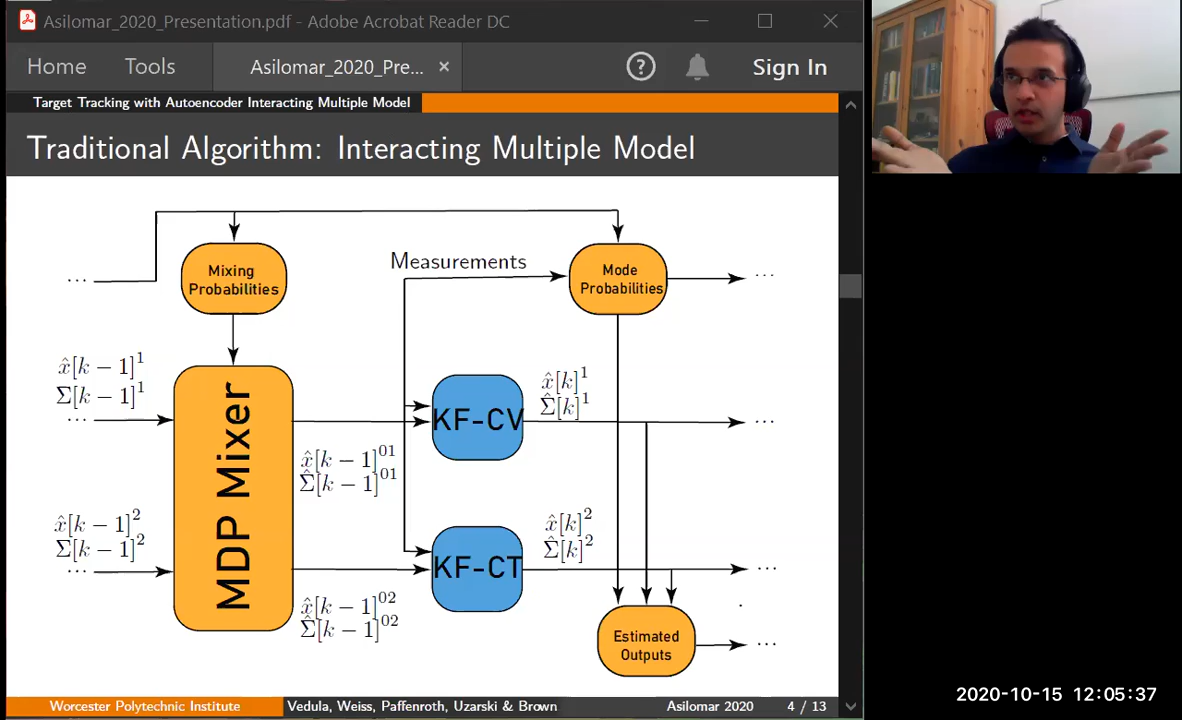 Asilomar_2020_Presentation.pdf - Adobe Acrobat Reader DC
Home Tools Asilomar_2020_Pre... × Sign In
Target Tracking with Autoencoder Interacting Multiple Model
Traditional Algorithm: Interacting Multiple Model
Measurements
...
Mixing
Probabilities
Mode
Probabilities
...
x̂[k − 1]¹
Σ[k − 1]¹
...
MDP Mixer
KF-CV
x̂[k]¹
Σ̂[k]¹
...
x̂[k − 1]⁰¹
Σ̂[k − 1]⁰¹
x̂[k − 1]²
Σ[k − 1]²
...
KF-CT
x̂[k]²
Σ̂[k]²
...
x̂[k − 1]⁰²
Σ̂[k − 1]⁰²
.
Estimated
Outputs
...
Worcester Polytechnic Institute Vedula, Weiss, Paffenroth, Uzarski & Brown Asilomar 2020 4 / 13
2020-10-15 12:05:37